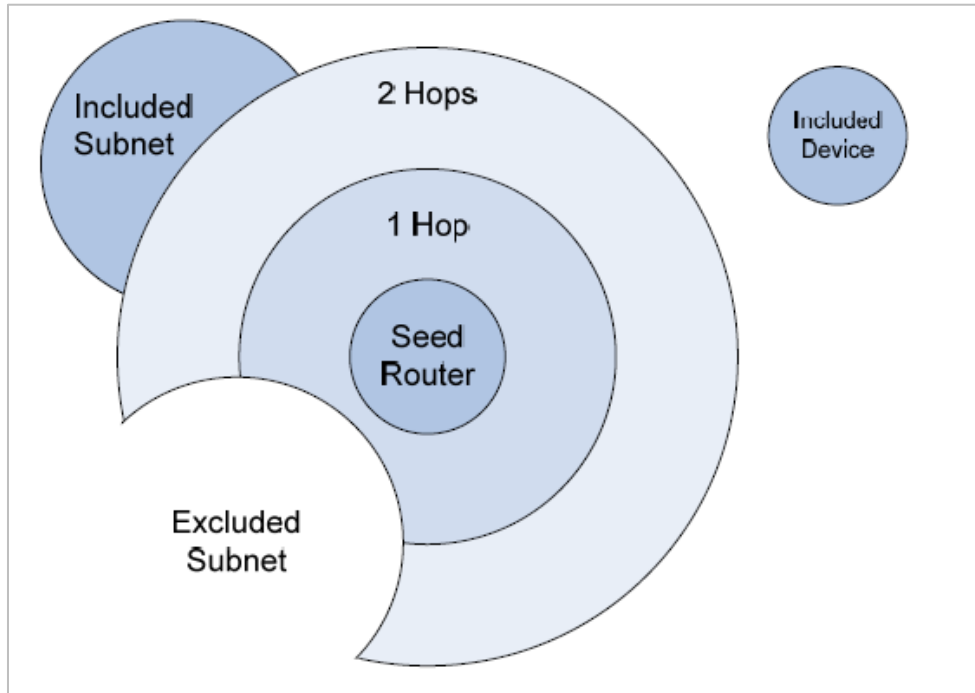 Included
Subnet
2 Hops
Included
Device
1 Hop
Seed
Router
Excluded
Subnet